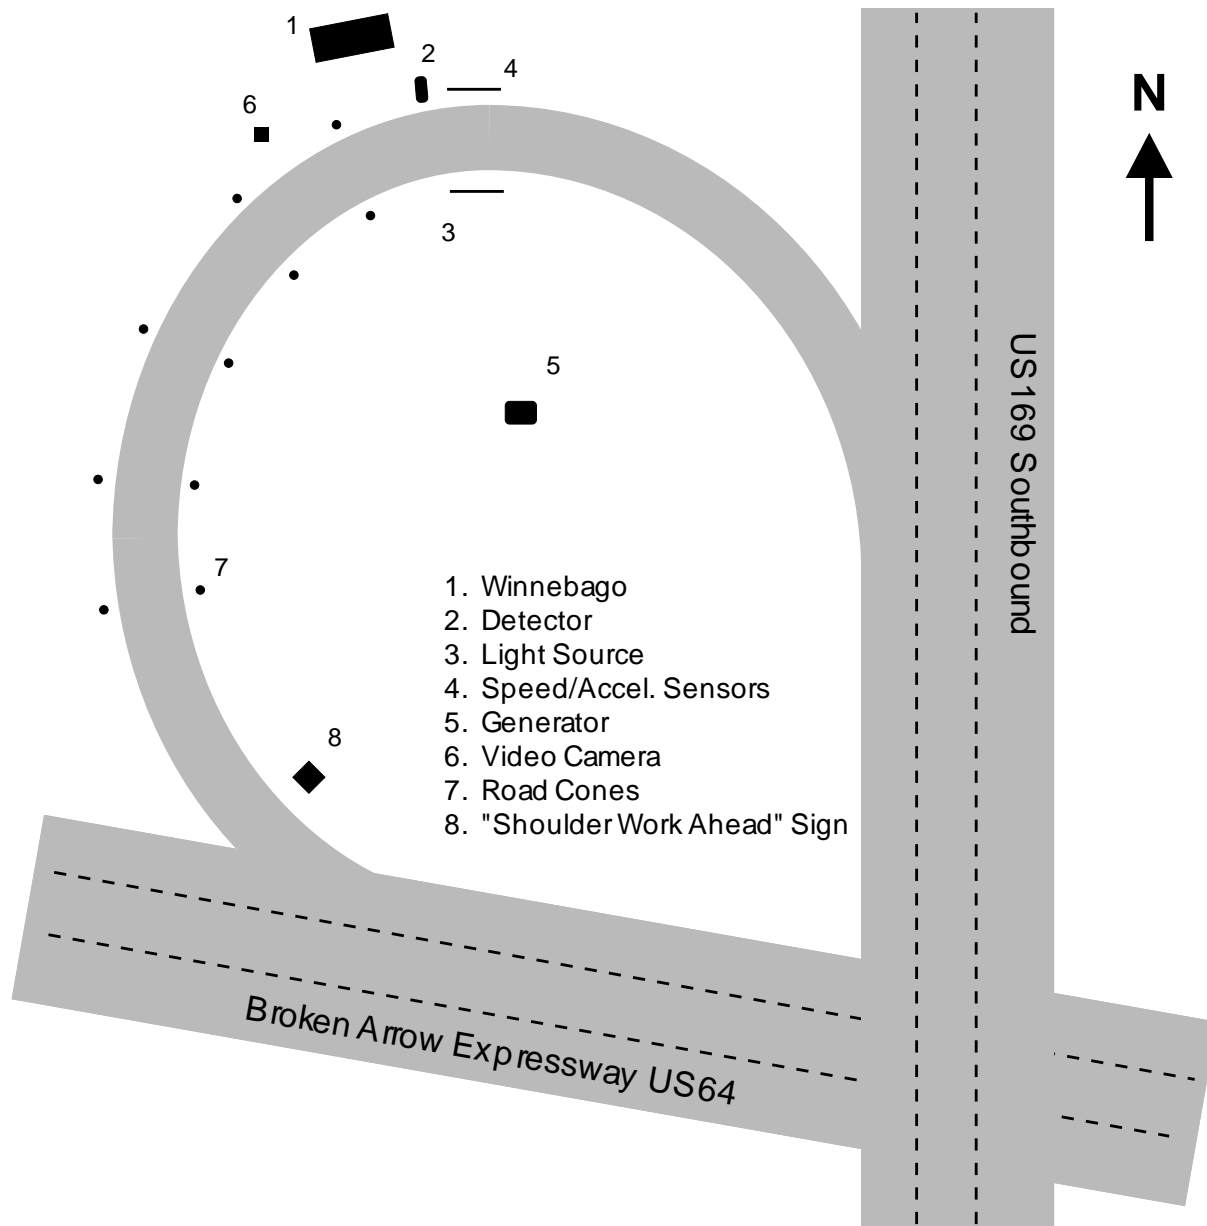 1
2
4
6
N
3
5
US169 Southbound
7
1. Winnebago
2. Detector
3. Light Source
4. Speed/Accel. Sensors
5. Generator
6. Video Camera
7. Road Cones
8. "Shoulder Work Ahead" Sign
8
Broken Arrow Expressway US64